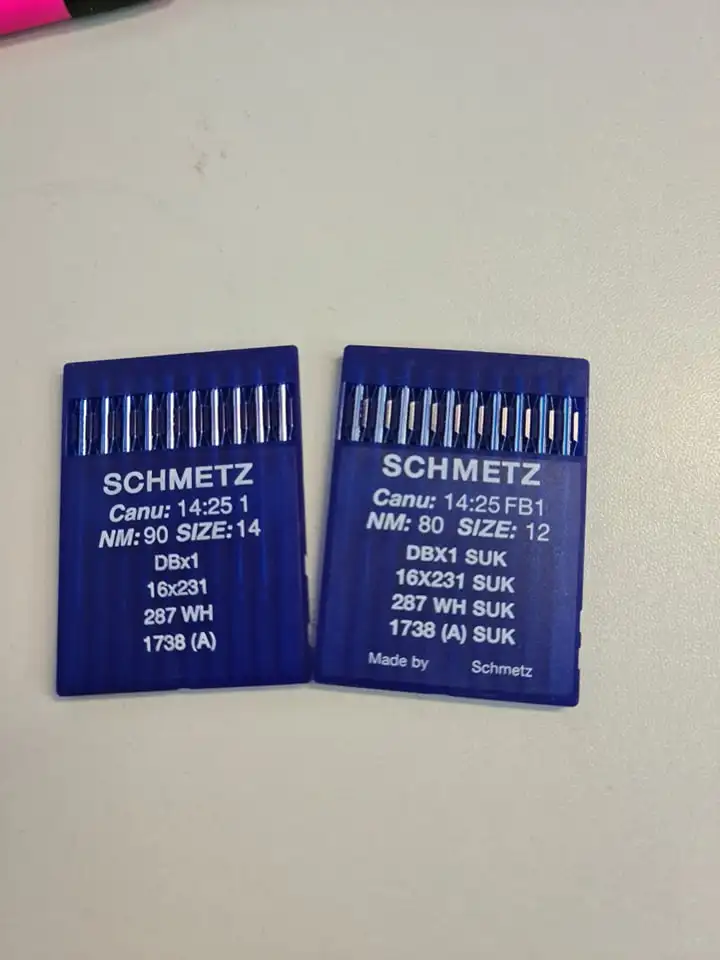 SCHMETZ
Canu: 14:25 1
NM: 90 SIZE: 14
DBx1
16x231
287 WH
1738 (A)
SCHMETZ
Canu: 14:25 FB1
NM: 80 SIZE: 12
DBX1 SUK
16X231 SUK
287 WH SUK
1738 (A) SUK
Made by Schmetz